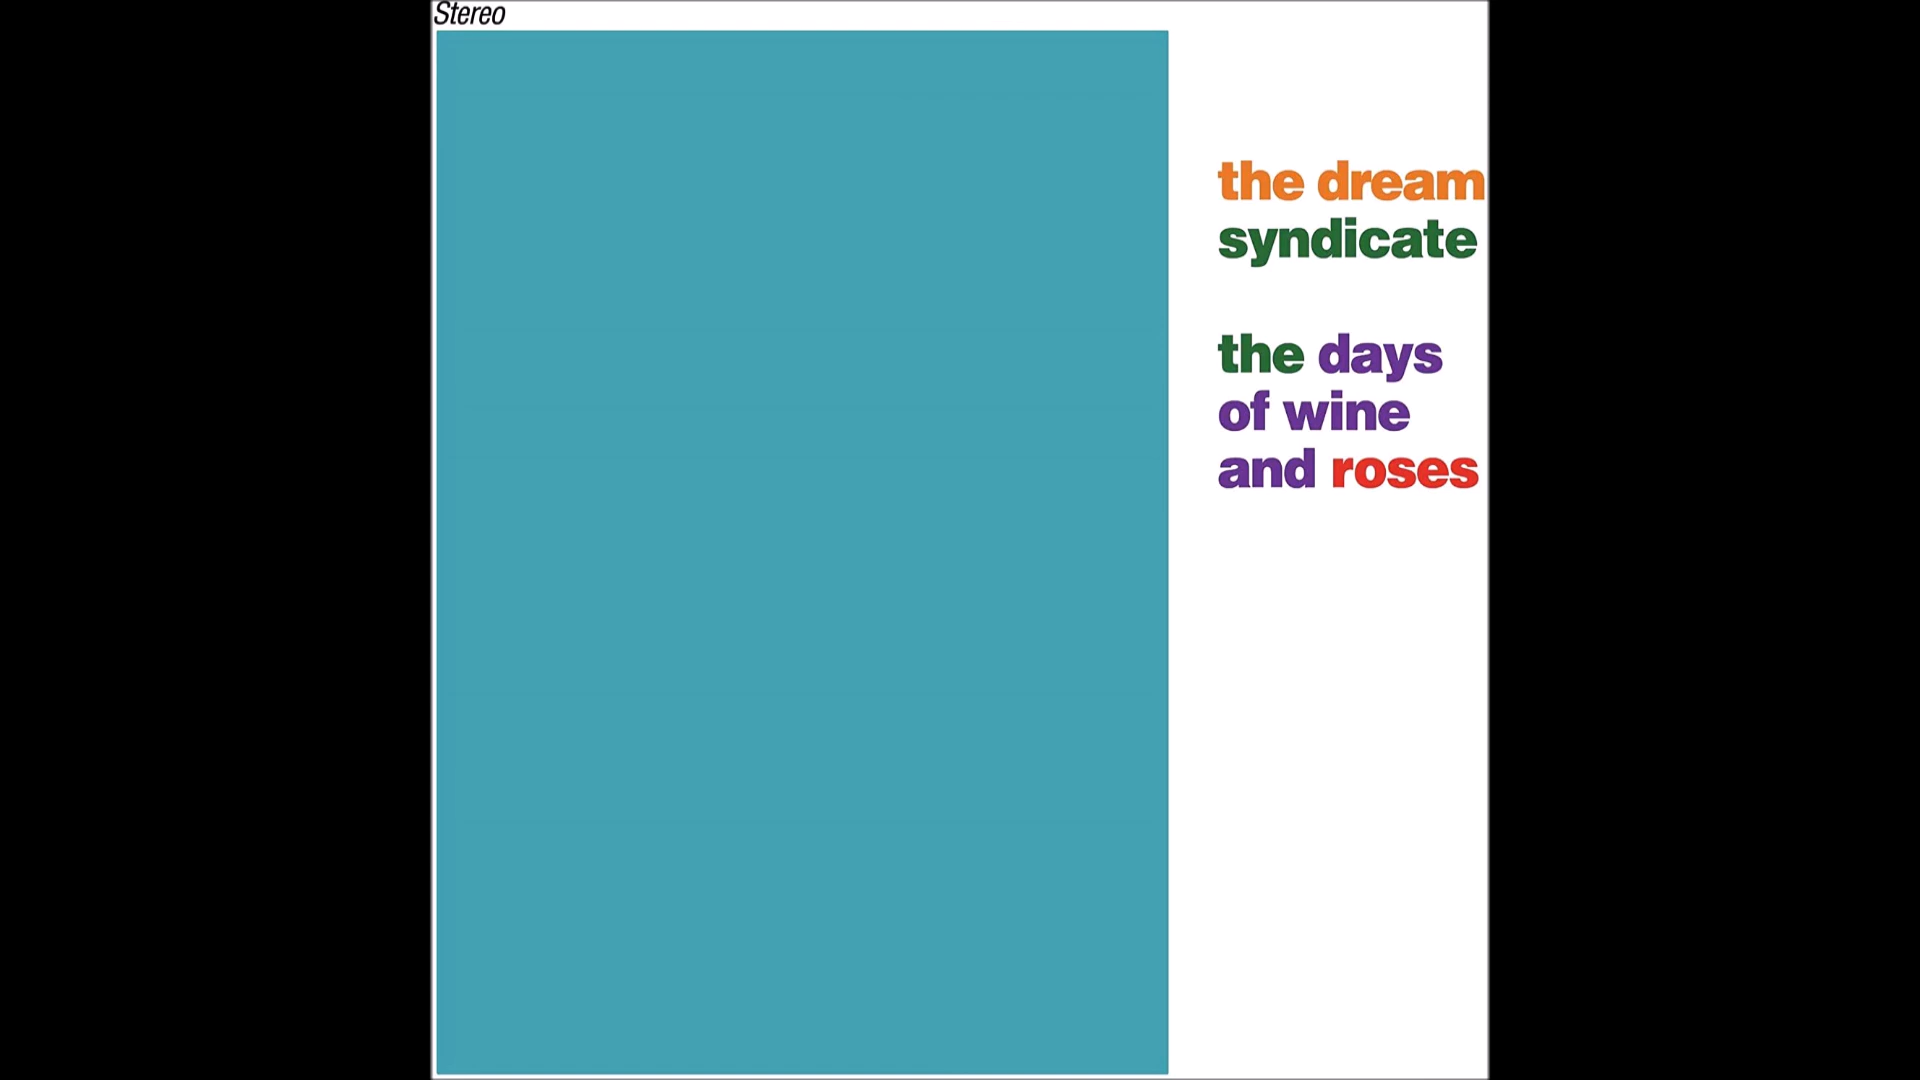 Stereo
the dream
syndicate
the days
of wine
and roses